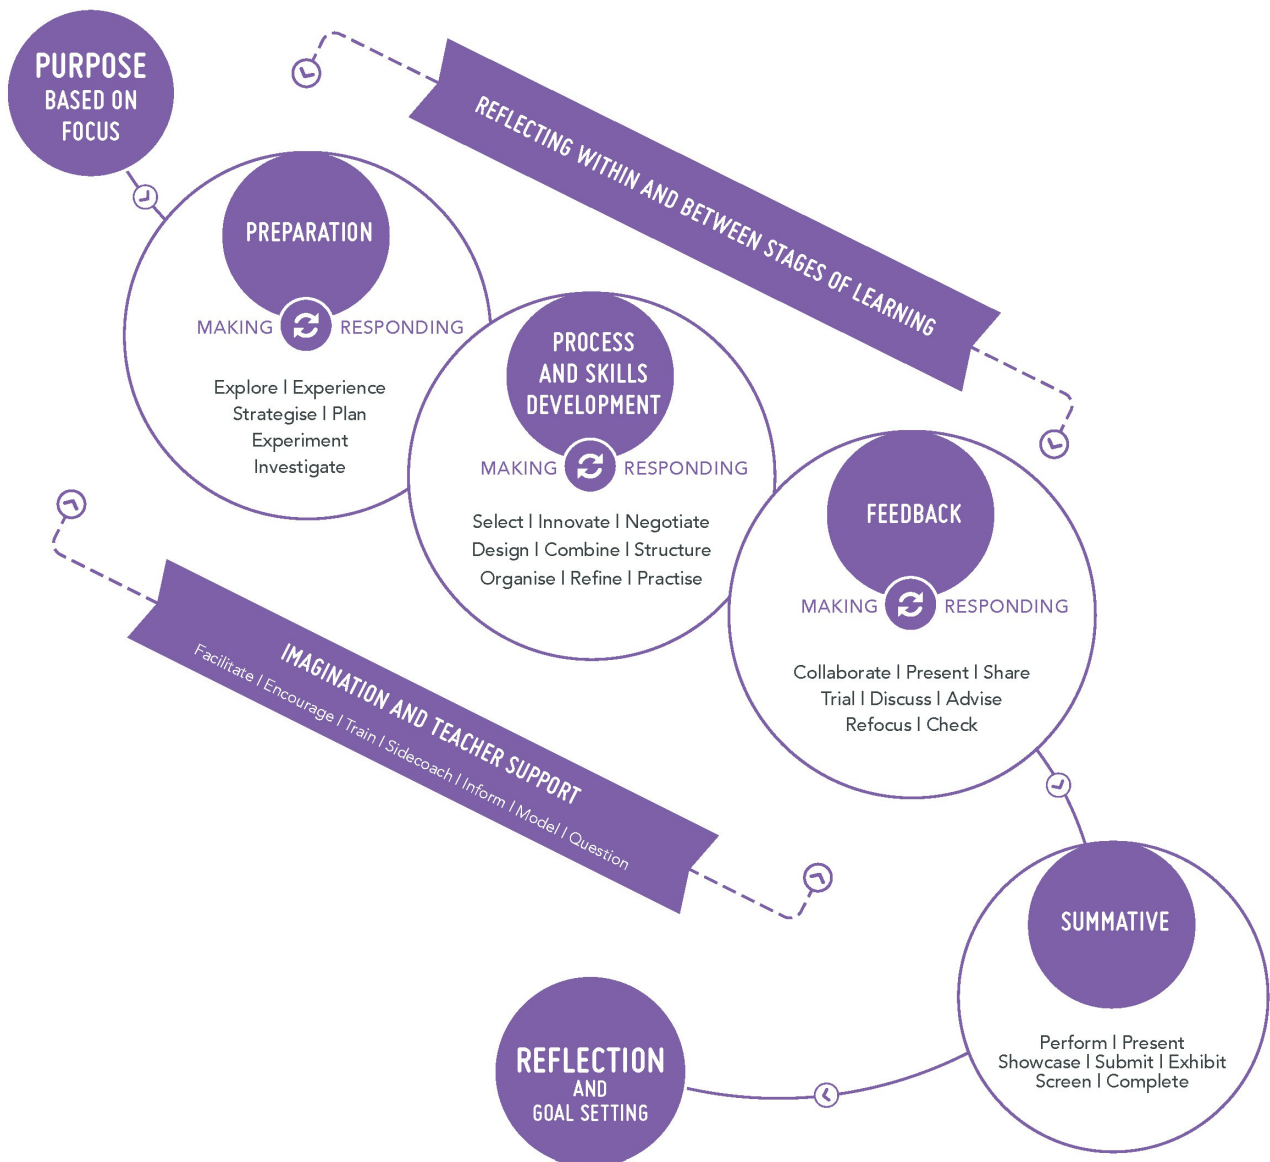 PURPOSE
BASED ON
FOCUS
REFLECTING WITHIN AND BETWEEN STAGES OF LEARNING
PREPARATION
MAKING RESPONDING
Explore | Experience
Strategise | Plan
Experiment
Investigate
PROCESS
AND SKILLS
DEVELOPMENT
MAKING RESPONDING
Select | Innovate | Negotiate
Design | Combine | Structure
Organise | Refine | Practise
FEEDBACK
MAKING RESPONDING
Collaborate | Present | Share
Trial | Discuss | Advise
Refocus | Check
IMAGINATION AND TEACHER SUPPORT
Facilitate | Encourage | Train | Sidecoach | Inform | Model | Question
SUMMATIVE
Perform | Present
Showcase | Submit | Exhibit
Screen | Complete
REFLECTION
AND
GOAL SETTING